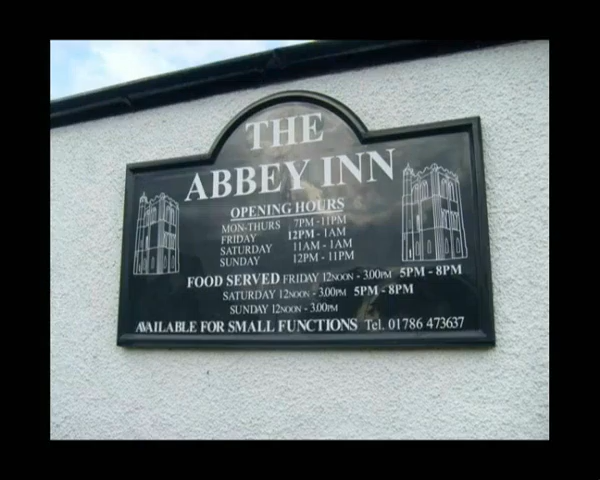 THE
ABBEY INN
OPENING HOURS
MON-THURS 7PM -11PM
FRIDAY 12PM - 1AM
SATURDAY 11AM - 1AM
SUNDAY 12PM - 11PM
FOOD SERVED FRIDAY 12NOON - 3.00PM 5PM - 8PM
SATURDAY 12NOON - 3.00PM 5PM - 8PM
SUNDAY 12NOON - 3.00PM
AVAILABLE FOR SMALL FUNCTIONS Tel. 01786 473637